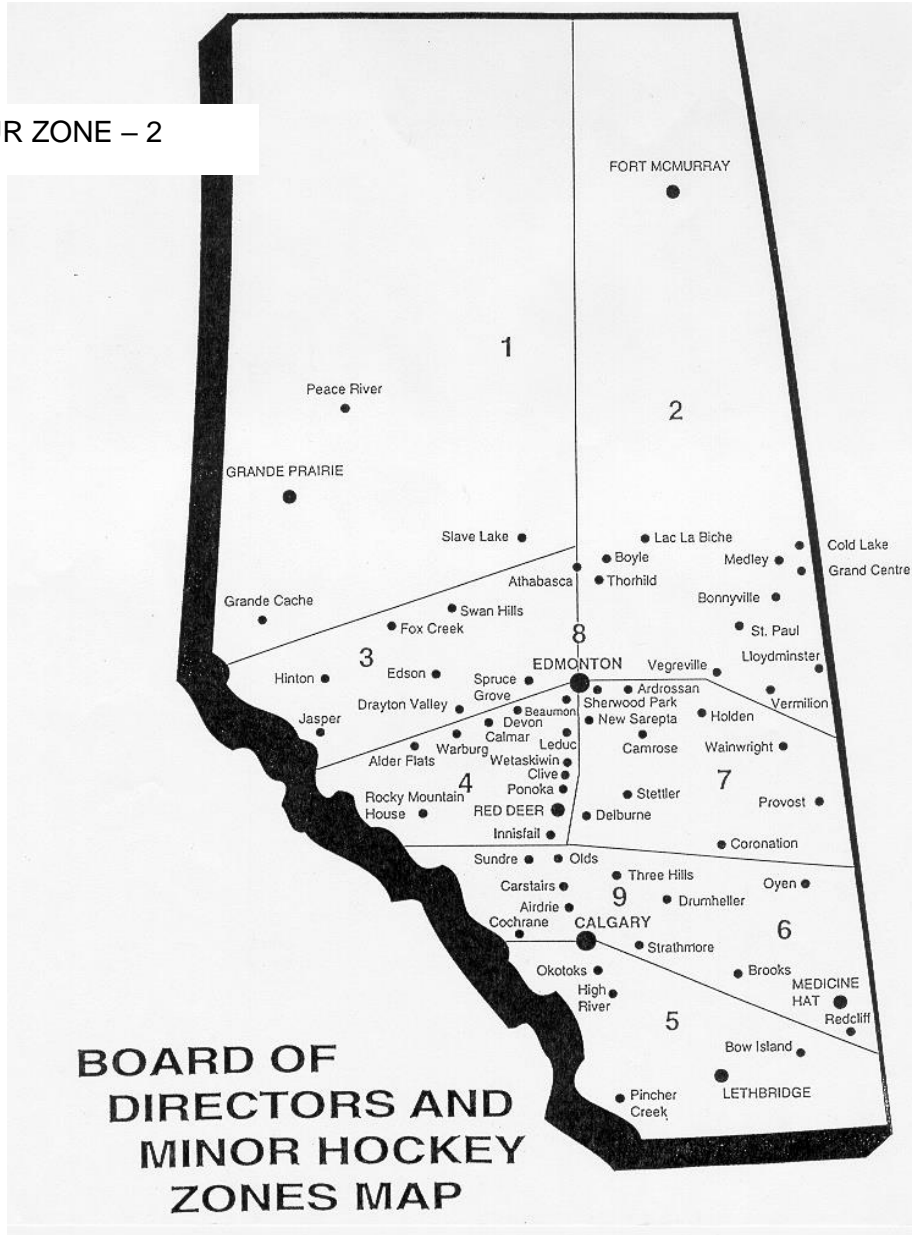 UR ZONE – 2
FORT MCMURRAY
1
Peace River
2
GRANDE PRAIRIE
Slave Lake
Lac La Biche
Cold Lake
Boyle
Medley
Athabasca
Thorhild
Grand Centre
Grande Cache
Bonnyville
Swan Hills
Fox Creek
St. Paul
8
3
EDMONTON
Lloydminster
Vegreville
Hinton
Edson
Spruce
Grove
Ardrossan
Sherwood Park
Vermilion
Drayton Valley
Beaumon
Devon
New Sarepta
Holden
Jasper
Calmar
Warburg
Leduc
Camrose
Wainwright
Alder Flats
Wetaskiwin
Clive
4
Ponoka
7
Rocky Mountain
House
Stettler
Provost
RED DEER
Delburne
Innisfail
Coronation
Sundre
Olds
Three Hills
Oyen
Carstairs
9
Drumheller
Airdrie
Cochrane
CALGARY
6
Strathmore
Okotoks
Brooks
High
River
MEDICINE
HAT
5
Redcliff
Bow Island
LETHBRIDGE
Pincher
Creek
BOARD OF
DIRECTORS AND
MINOR HOCKEY
ZONES MAP